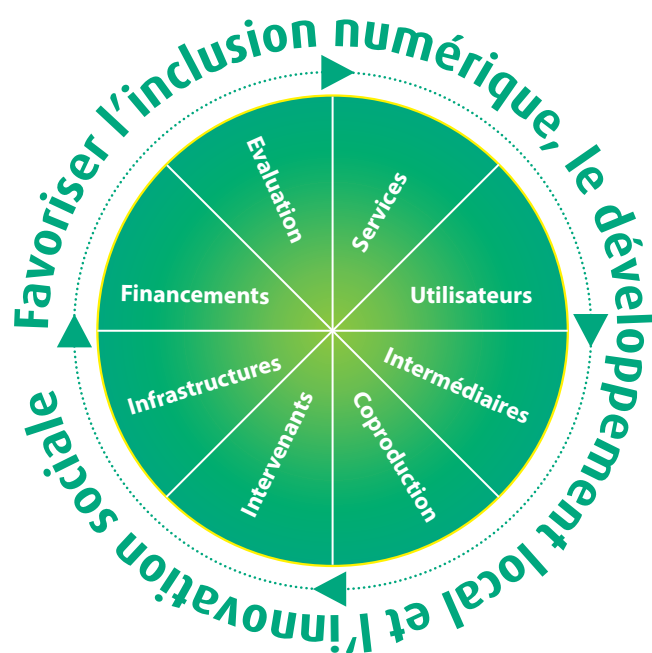 Favoriser l'inclusion numérique, le développement local et l'innovation sociale
Services
Utilisateurs
Intermédiaires
Coproduction
Intervenants
Infrastructures
Financements
Evaluation